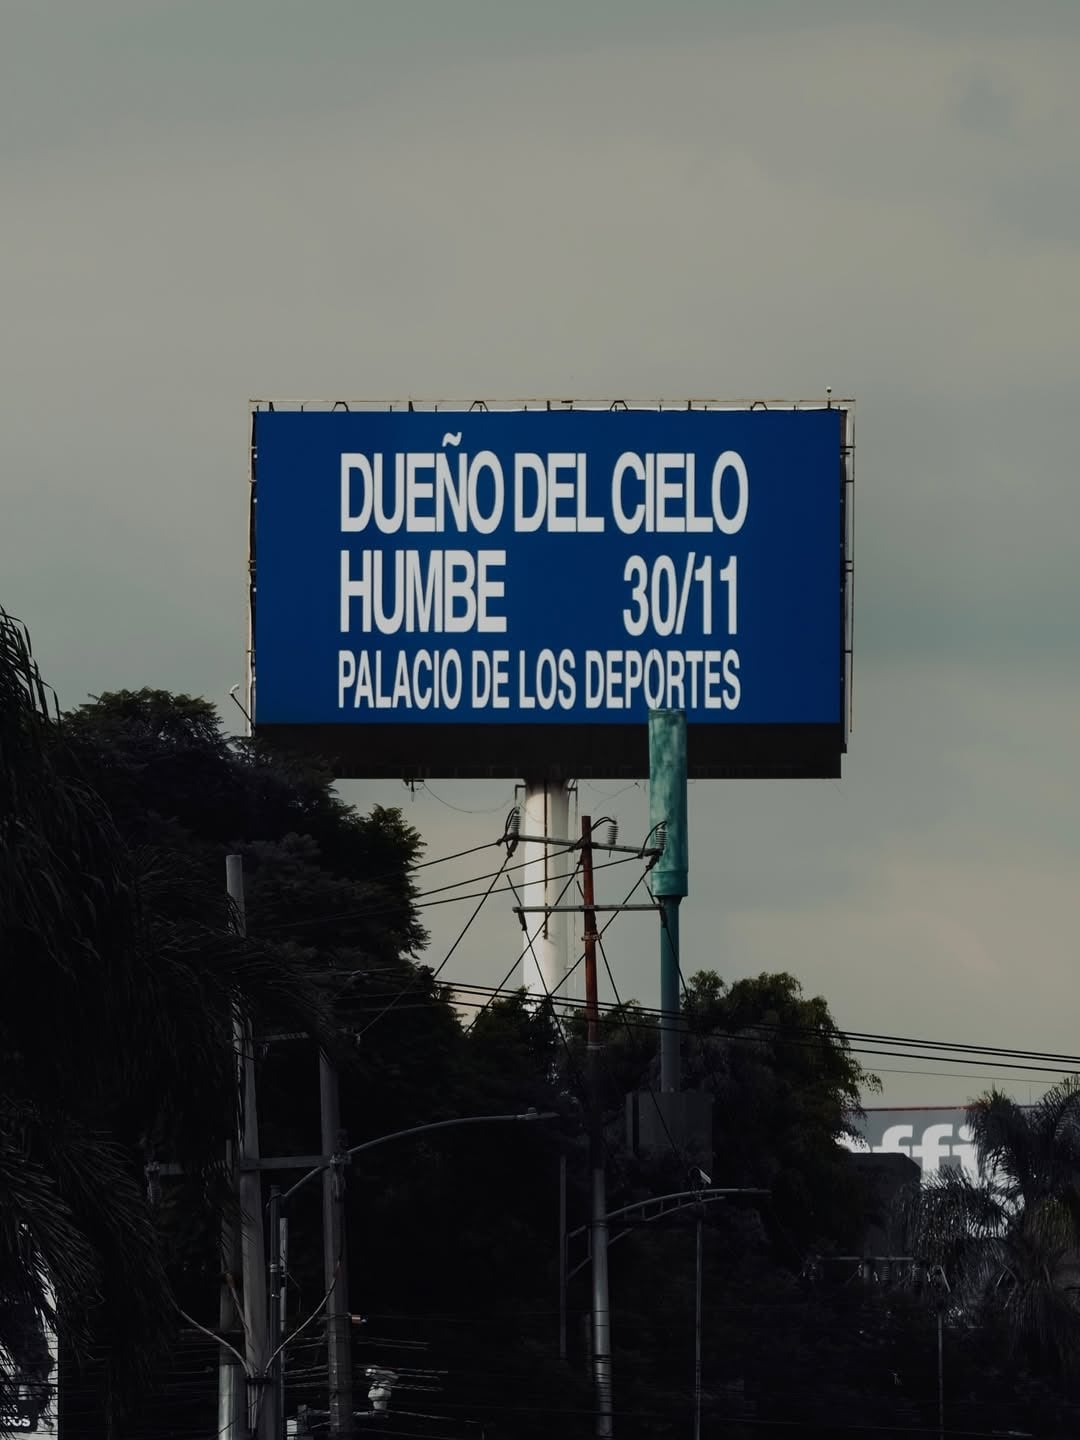 DUEÑO DEL CIELO
HUMBE 30/11
PALACIO DE LOS DEPORTES